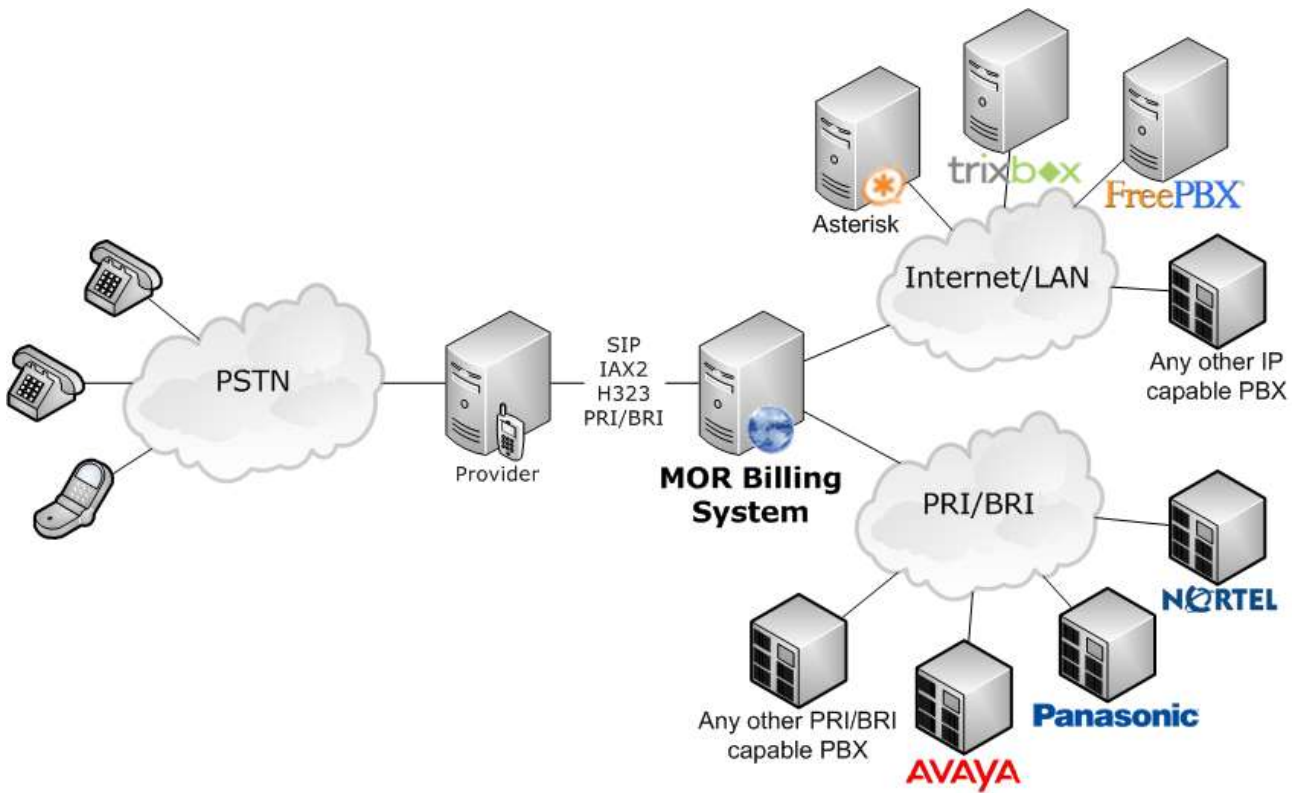 trixbox
FreePBX
Asterisk
Internet/LAN
Any other IP
capable PBX
PSTN
Provider
SIP
IAX2
H323
PRI/BRI
MOR Billing
System
PRI/BRI
NORTEL
Panasonic
AVAYA
Any other PRI/BRI
capable PBX